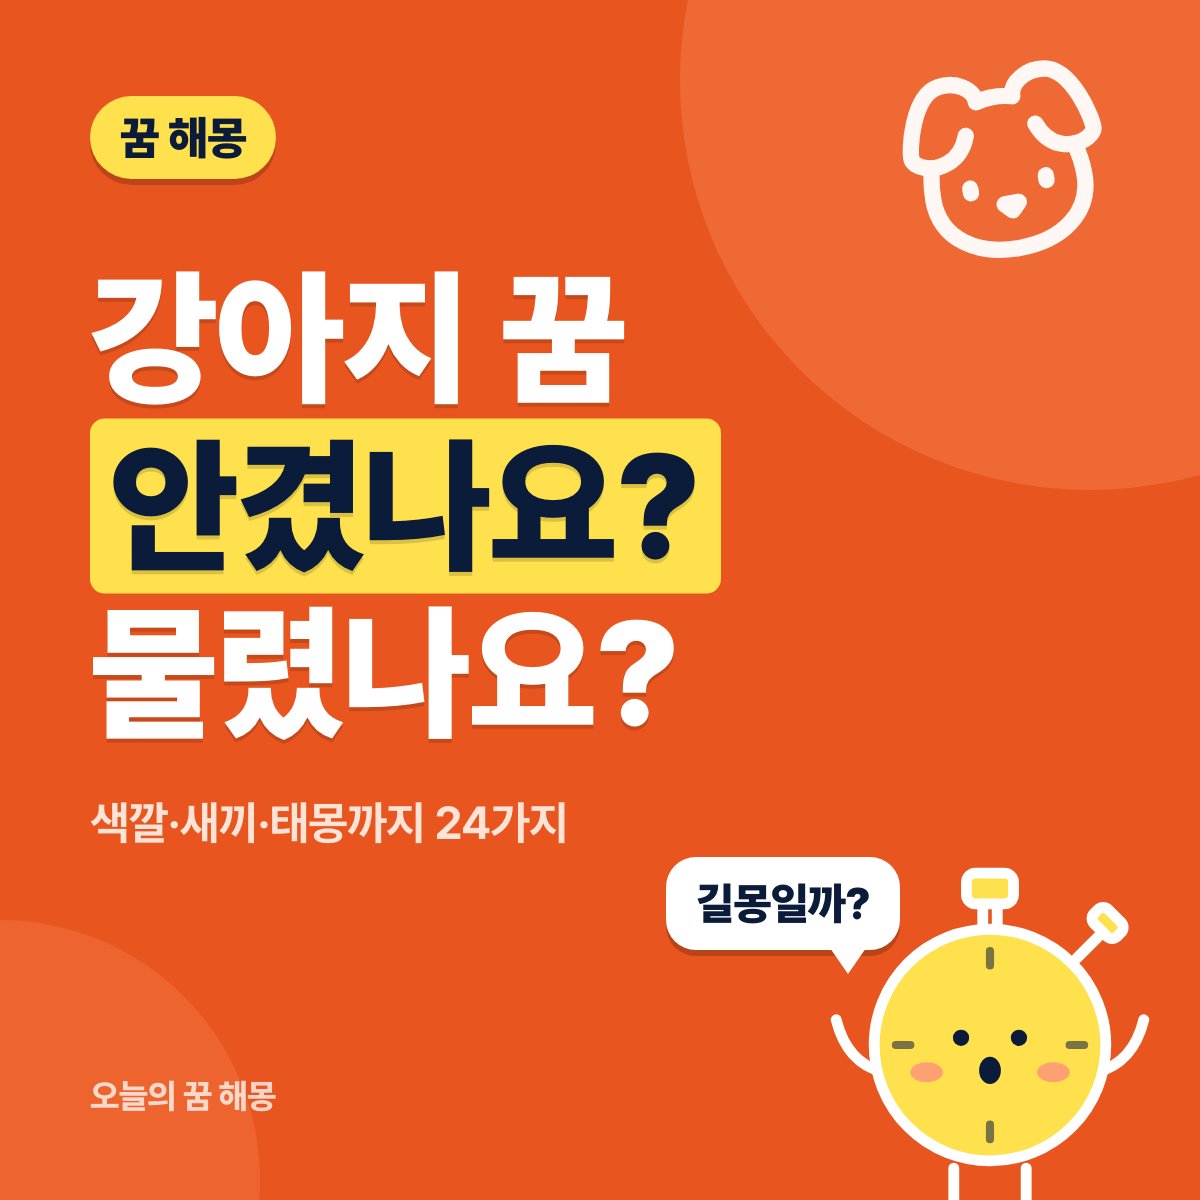 꿈 해몽
강아지 꿈
안겼나요?
물렸나요?
색깔·새끼·태몽까지 24가지
길몽일까?
오늘의 꿈 해몽